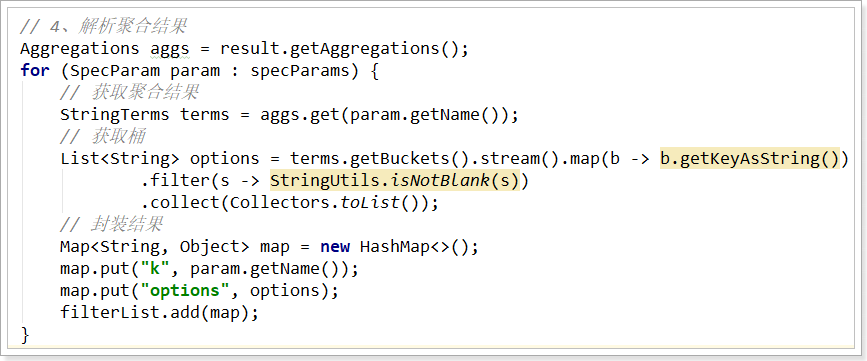 // 4、解析聚合结果
Aggregations aggs = result.getAggregations();
for (SpecParam param : specParams) {
    // 获取聚合结果
    StringTerms terms = aggs.get(param.getName());
    // 获取桶
    List<String> options = terms.getBuckets().stream().map(b -> b.getKeyAsString())
            .filter(s -> StringUtils.isNotBlank(s))
            .collect(Collectors.toList());
    // 封装结果
    Map<String, Object> map = new HashMap<>();
    map.put("k", param.getName());
    map.put("options", options);
    filterList.add(map);
}